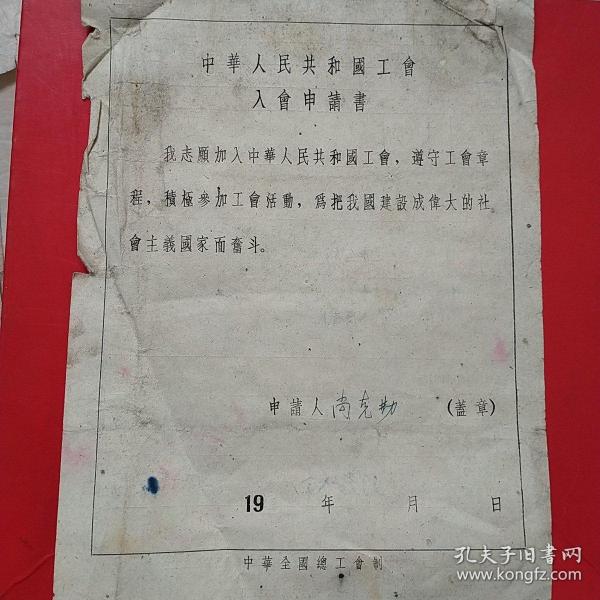 中華人民共和國工會
入會申請書
我志願加入中華人民共和國工會，遵守工會章
程，積極參加工會活動，爲把我國建設成偉大的社
會主義國家而奮斗。
申請人尚克勤 （蓋章）
19 年 月 日
中華全國總工會制
孔夫子旧書网
www.kongfz.com